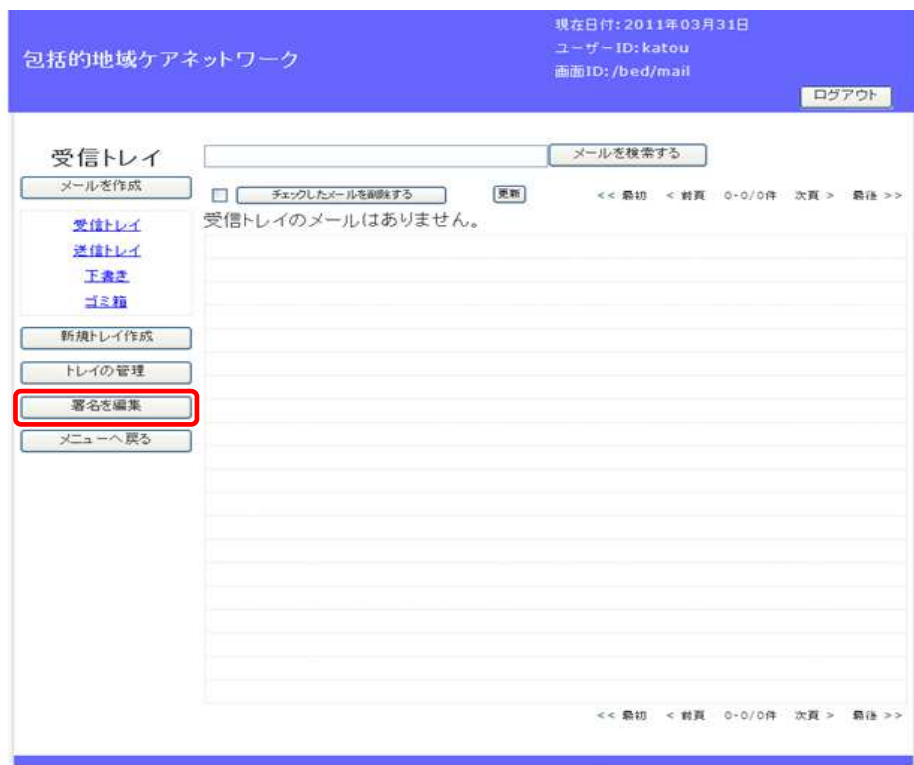 現在日付:2011年03月31日
包括的地域ケアネットワーク
ユーザーID:katou
画面ID:/bed/mail
ログアウト
受信トレイ
メールを検索する
メールを作成
チェックしたメールを削除する
更新
<< 最初 < 前頁 0-0/0件 次頁 > 最後 >>
受信トレイのメールはありません。
受信トレイ
送信トレイ
下書き
ゴミ箱
新規トレイ作成
トレイの管理
署名を編集
メニューへ戻る
<< 最初 < 前頁 0-0/0件 次頁 > 最後 >>